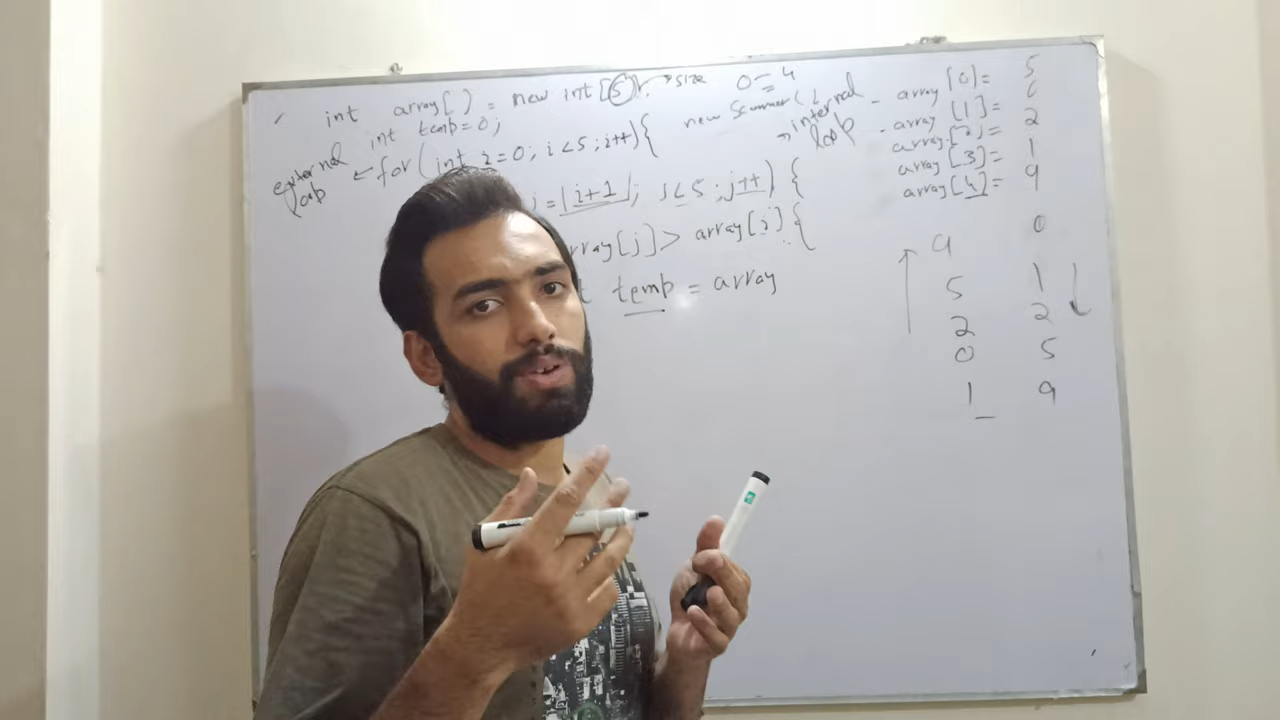 int array[] = new int[5]; → size 0 - 4
int temp=0; new Scanner(
external loop ← for(int i=0; i<5; i++){ → internal loop
j=i+1; j<5; j++) {
array[j]> array[i]{
temp = array
array[0]= 5
array[1]= 0
array[2]= 2
array[3]= 1
array[4]= 9
9 0
5 1
2 2
0 5
1 9